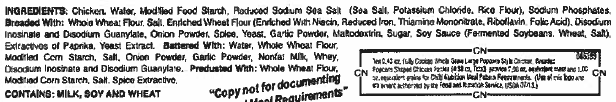 INGREDIENTS: Chicken, Water, Modified Food Starch, Reduced Sodium Sea Salt (Sea Salt, Potassium Chloride, Rice Flour), Sodium Phosphates.
Breaded With: Whole Wheat Flour, Salt, Enriched Wheat Flour (Enriched With Niacin, Reduced Iron, Thiamine Mononitrate, Riboflavin, Folic Acid), Disodium
Inosinate and Disodium Guanylate, Onion Powder, Spice, Yeast, Garlic Powder, Maltodextrin, Sugar, Soy Sauce (Fermented Soybeans, Wheat, Salt),
Extractives of Paprika, Yeast Extract. Battered With: Water, Whole Wheat Flour,
Modified Corn Starch, Salt, Onion Powder, Garlic Powder, Nonfat Milk, Whey,
Disodium Inosinate and Disodium Guanylate. Predusted With: Whole Wheat Flour,
Modified Corn Starch, Salt, Spice Extractive.
CONTAINS: MILK, SOY AND WHEAT
"Copy not for documenting
Meal Requirements"
CN
CN
CN
CN